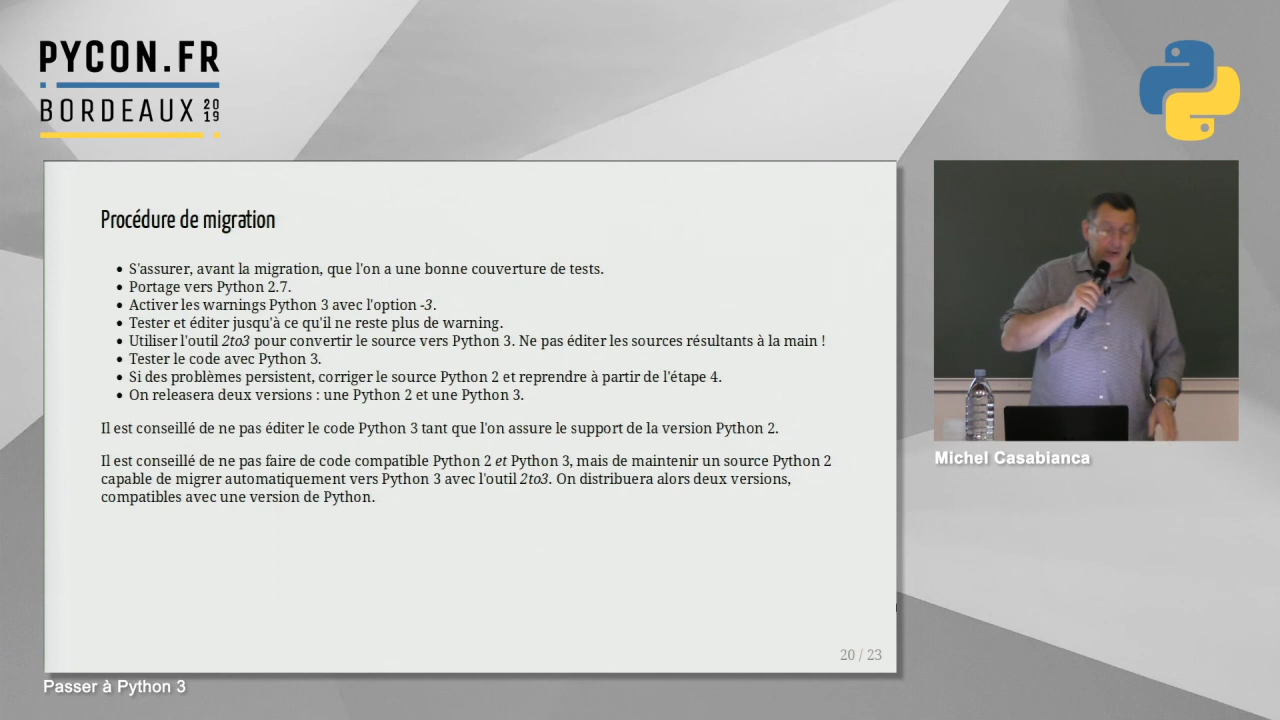 PYCON.FR
BORDEAUX 2019
Procédure de migration
• S'assurer, avant la migration, que l'on a une bonne couverture de tests.
• Portage vers Python 2.7.
• Activer les warnings Python 3 avec l'option -3.
• Tester et éditer jusqu'à ce qu'il ne reste plus de warning.
• Utiliser l'outil 2to3 pour convertir le source vers Python 3. Ne pas éditer les sources résultants à la main !
• Tester le code avec Python 3.
• Si des problèmes persistent, corriger le source Python 2 et reprendre à partir de l'étape 4.
• On releasera deux versions : une Python 2 et une Python 3.
Il est conseillé de ne pas éditer le code Python 3 tant que l'on assure le support de la version Python 2.
Il est conseillé de ne pas faire de code compatible Python 2 et Python 3, mais de maintenir un source Python 2
capable de migrer automatiquement vers Python 3 avec l'outil 2to3. On distribuera alors deux versions,
compatibles avec une version de Python.
20 / 23
Michel Casabianca
Passer à Python 3